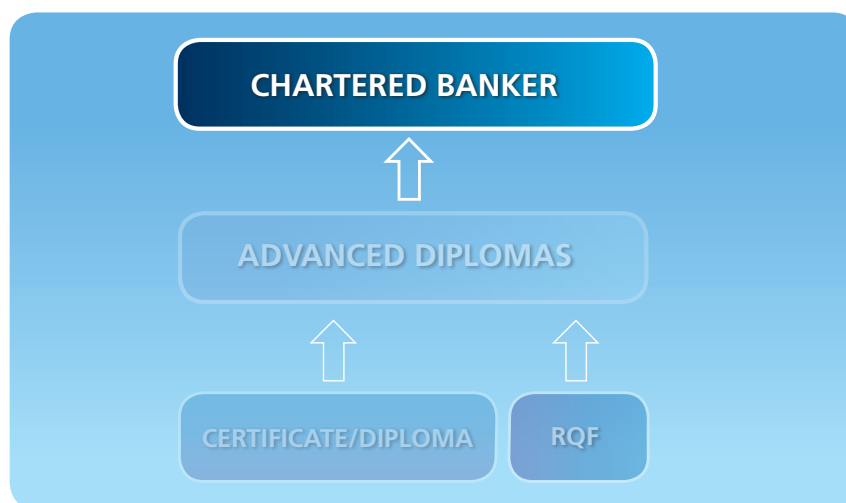 CHARTERED BANKER
ADVANCED DIPLOMAS
CERTIFICATE/DIPLOMA
RQF